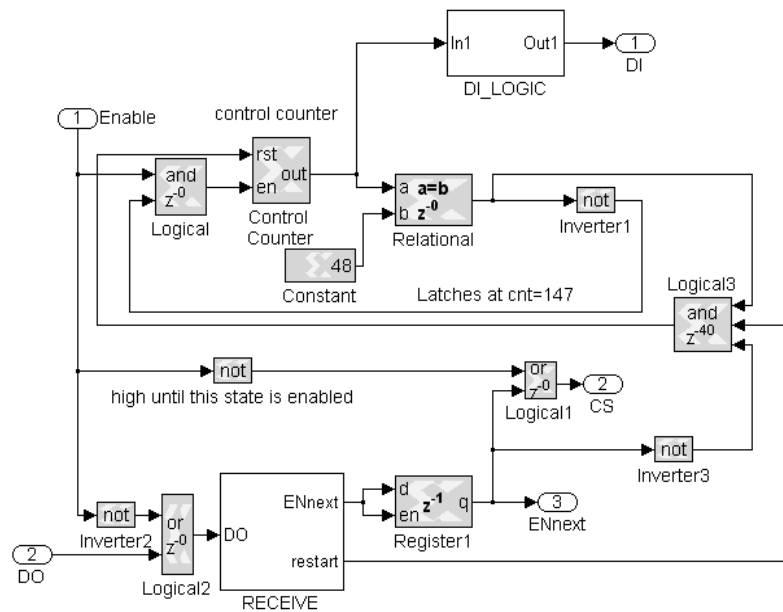 In1 Out1
1
DI
DI_LOGIC
1 Enable
control counter
rst
en
out
Control
Counter
and
z-0
Logical
a a=b
b z-0
Relational
not
Inverter1
48
Constant
Latches at cnt=147
Logical3
and
z-40
not
high until this state is enabled
or
z-0
Logical1
2
CS
not
Inverter3
not
Inverter2
or
z-0
Logical2
2
DO
DO
ENnext
restart
RECEIVE
d
en
z-1
q
Register1
3
ENnext